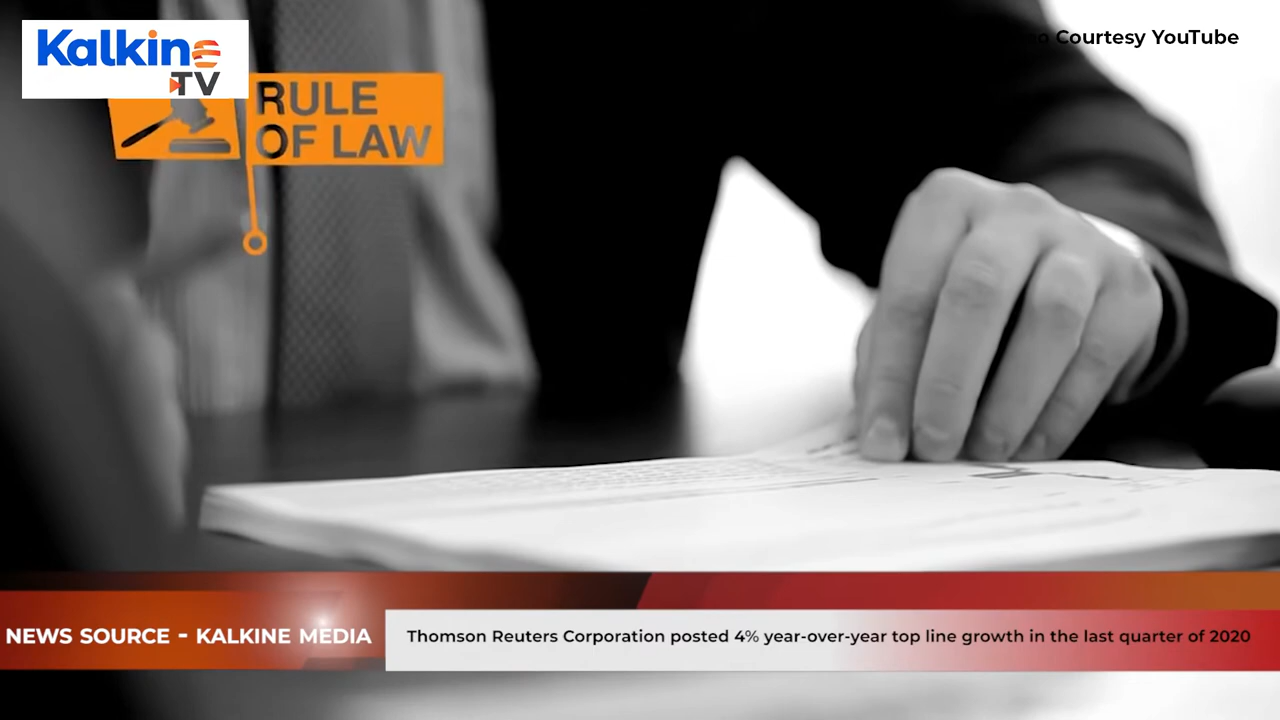 Kalkine
TV
Courtesy YouTube
RULE
OF LAW
NEWS SOURCE - KALKINE MEDIA
Thomson Reuters Corporation posted 4% year-over-year top line growth in the last quarter of 2020